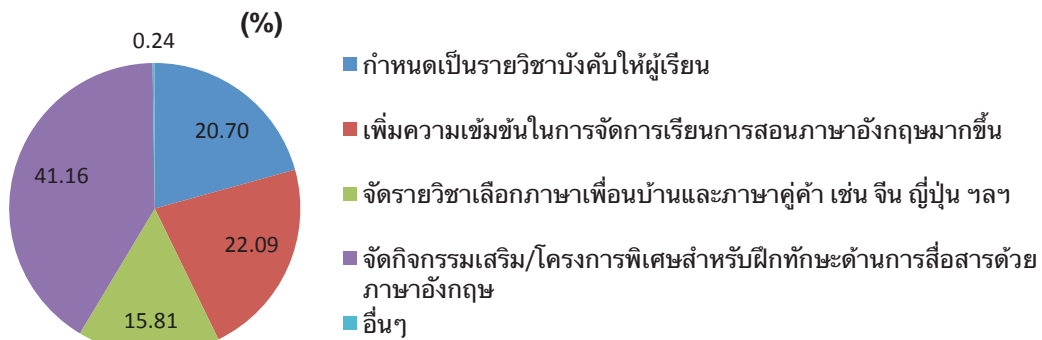 (%)
0.24
20.70
41.16
22.09
15.81
กำหนดเป็นรายวิชาบังคับให้ผู้เรียน
เพิ่มความเข้มข้นในการจัดการเรียนการสอนภาษาอังกฤษมากขึ้น
จัดรายวิชาเลือกภาษาเพื่อนบ้านและภาษาคู่ค้า เช่น จีน ญี่ปุ่น ฯลฯ
จัดกิจกรรมเสริม/โครงการพิเศษสำหรับฝึกทักษะด้านการสื่อสารด้วย
ภาษาอังกฤษ
อื่นๆ